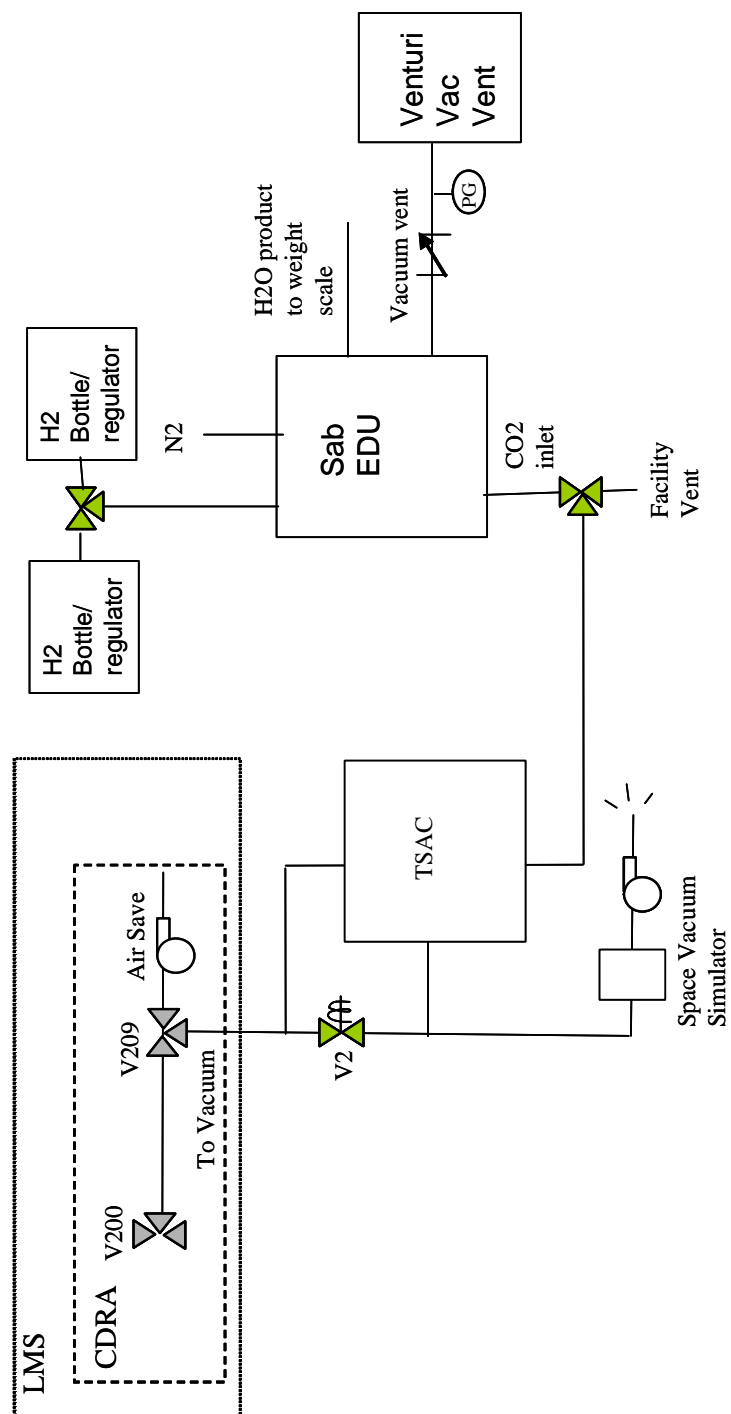 LMS
CDRA
V200
V209
Air Save
To Vacuum
V2
TSAC
Space Vacuum
Simulator
H2
Bottle/
regulator
H2
Bottle/
regulator
N2
Sab
EDU
H2O product
to weight
scale
CO2
inlet
Facility
Vent
Vacuum vent
PG
Venturi
Vac
Vent